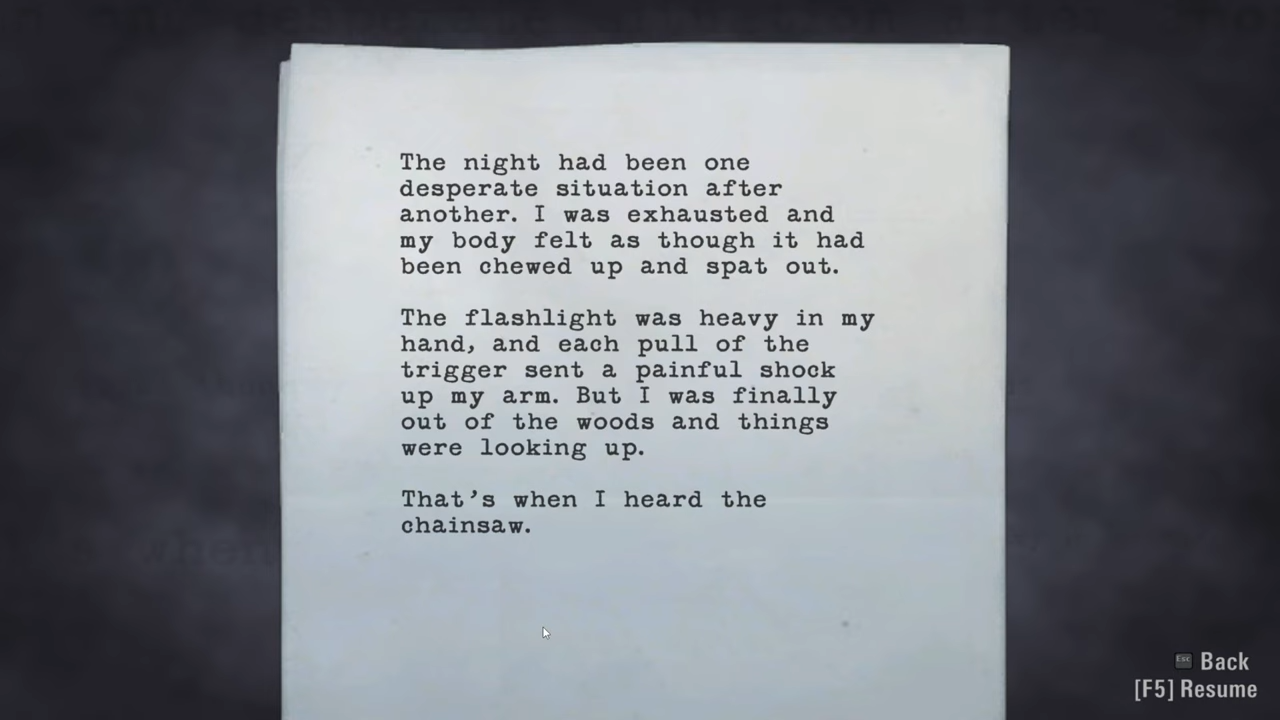 The night had been one
desperate situation after
another. I was exhausted and
my body felt as though it had
been chewed up and spat out.
The flashlight was heavy in my
hand, and each pull of the
trigger sent a painful shock
up my arm. But I was finally
out of the woods and things
were looking up.
That's when I heard the
chainsaw.
Esc Back
[F5] Resume